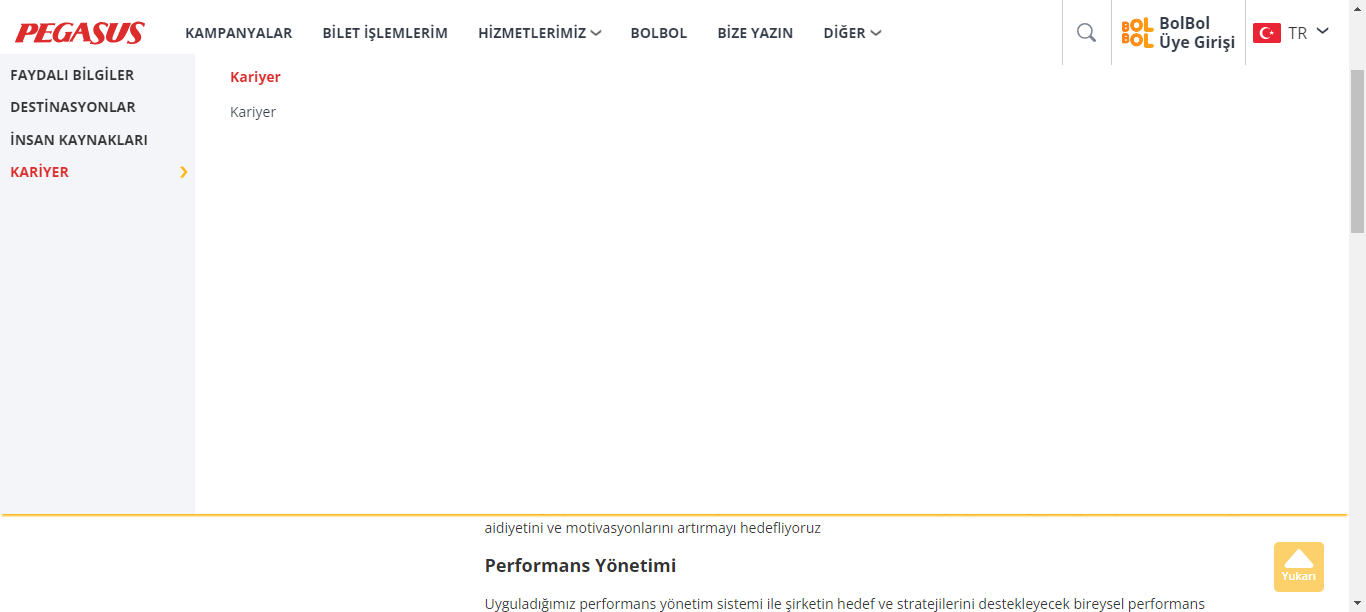 PEGASUS
KAMPANYALAR
BİLET İŞLEMLERİM
HİZMETLERİMİZ
BOLBOL
BİZE YAZIN
DİĞER
BOL
BOL
BolBol
Üye Girişi
TR
FAYDALI BİLGİLER
DESTİNASYONLAR
İNSAN KAYNAKLARI
KARİYER
Kariyer
Kariyer
aidiyetini ve motivasyonlarını artırmayı hedefliyoruz
Performans Yönetimi
Uyguladığımız performans yönetim sistemi ile şirketin hedef ve stratejilerini destekleyecek bireysel performans
Yukarı